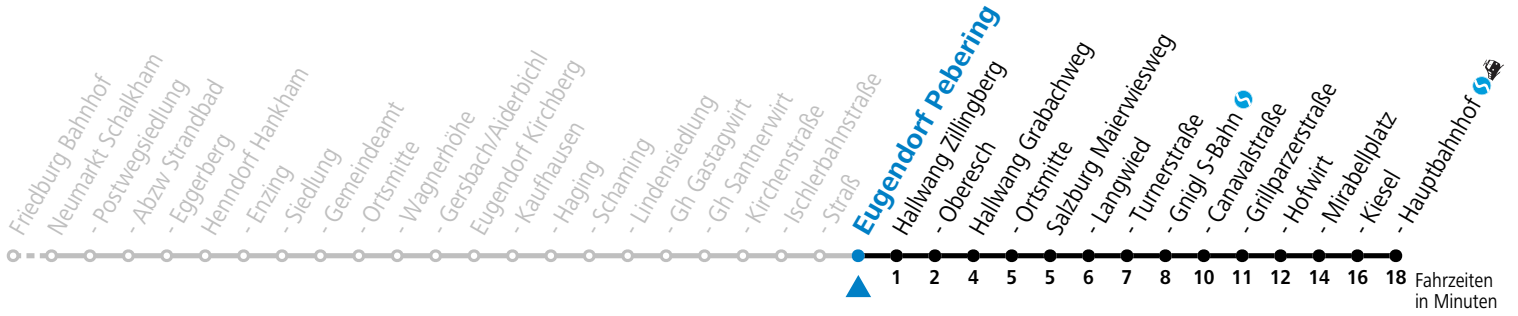 Friedburg Bahnhof
Neumarkt Schalkham
- Postwegsiedlung
- Abzw Strandbad
- Eggerberg
Henndorf Hankham
- Enzing
- Siedlung
- Gemeindeamt
- Ortsmitte
- Wagnerhöhe
- Gersbach/Aiderbichl
Eugendorf Kirchberg
- Kaufhausen
- Haging
- Schaming
- Lindensiedlung
- Gh Gastagwirt
- Gh Santnerwirt
- Kirchenstraße
- Ischlerbahnstraße
- Straß
Eugendorf Pebering
Hallwang Zillingberg
- Oberesch
Hallwang Grabachweg
- Ortsmitte
Salzburg Maierwiesweg
- Langwied
- Turnerstraße
- Gnigl S-Bahn
- Canavalstraße
- Grillparzerstraße
- Hofwirt
- Mirabellplatz
- Kiesel
- Hauptbahnhof
1 2 4 5 5 6 7 8 10 11 12 14 16 18 Fahrzeiten
in Minuten